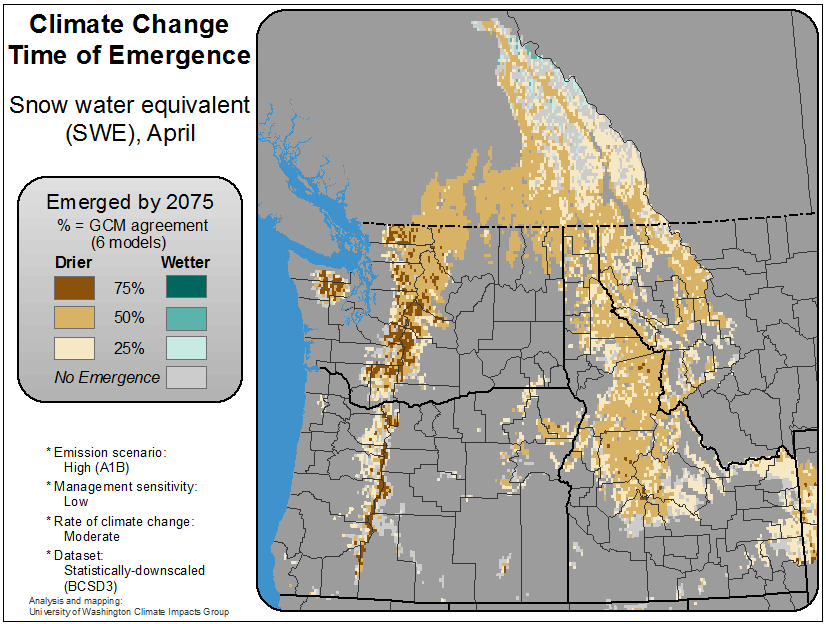 Climate Change
Time of Emergence
Snow water equivalent
(SWE), April
Emerged by 2075
% = GCM agreement
(6 models)
Drier Wetter
75%
50%
25%
No Emergence
* Emission scenario:
High (A1B)
* Management sensitivity:
Low
* Rate of climate change:
Moderate
* Dataset:
Statistically-downscaled
(BCSD3)
Analysis and mapping:
University of Washington Climate Impacts Group